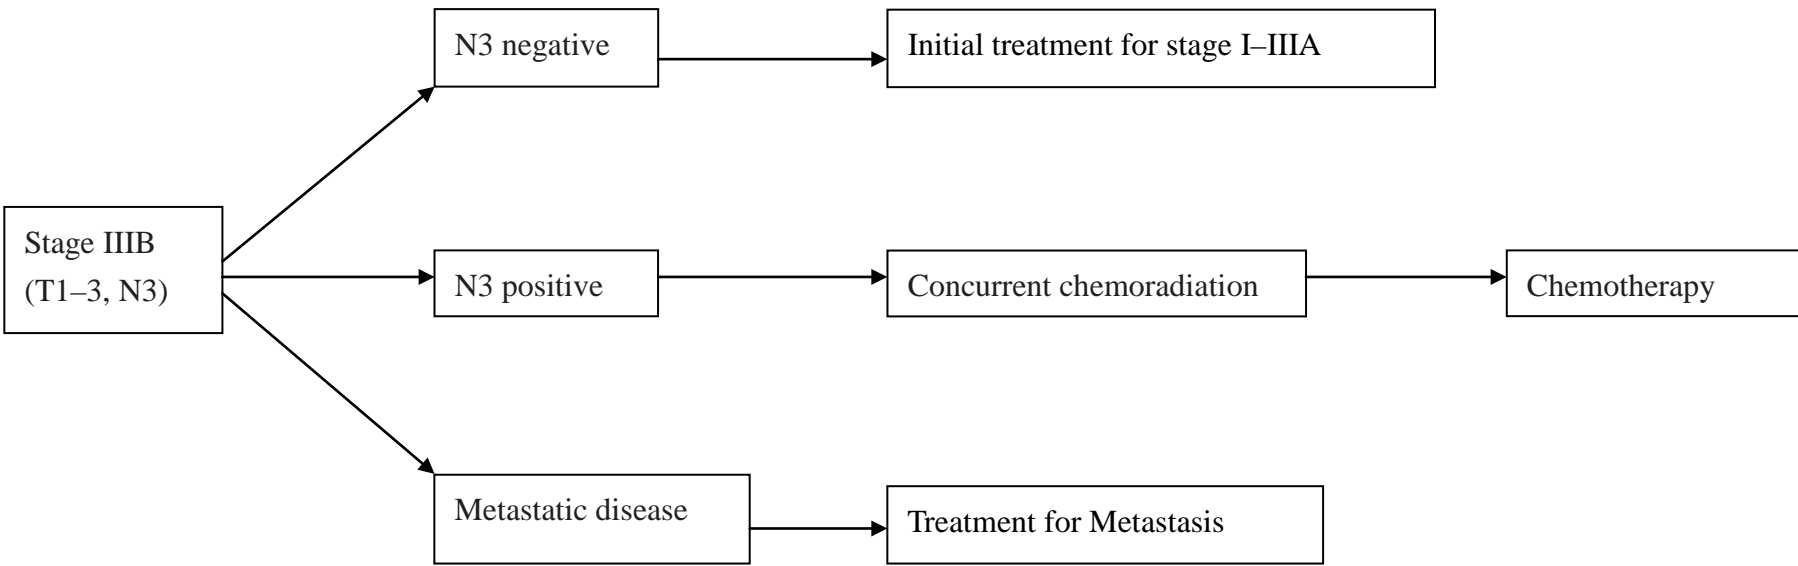 N3 negative
Initial treatment for stage I–IIIA
Stage IIIB
(T1–3, N3)
N3 positive
Concurrent chemoradiation
Chemotherapy
Metastatic disease
Treatment for Metastasis